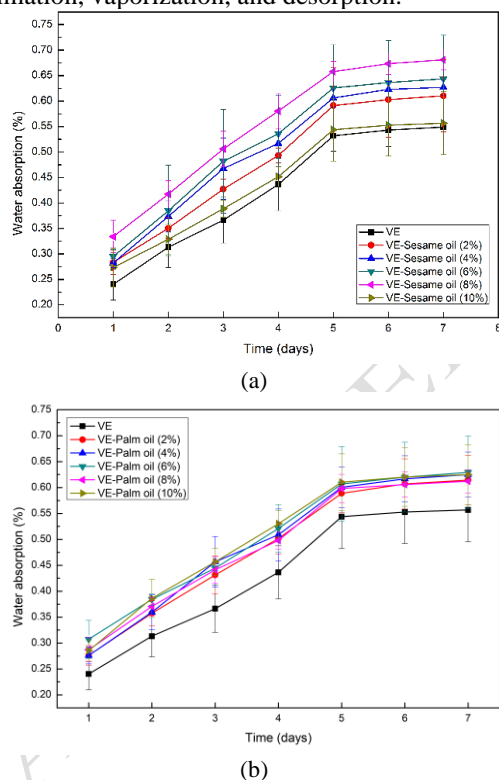 vaporization, and desorption.
0.75
0.70
0.65
0.60
0.55
0.50
0.45
0.40
0.35
0.30
0.25
0.20
Water absorption (%)
VE
VE-Sesame oil (2%)
VE-Sesame oil (4%)
VE-Sesame oil (6%)
VE-Sesame oil (8%)
VE-Sesame oil (10%)
0 1 2 3 4 5 6 7 8
Time (days)
(a)
0.75
0.70
0.65
0.60
0.55
0.50
0.45
0.40
0.35
0.30
0.25
0.20
Water absorption (%)
VE
VE-Palm oil (2%)
VE-Palm oil (4%)
VE-Palm oil (6%)
VE-Palm oil (8%)
VE-Palm oil (10%)
1 2 3 4 5 6 7
Time (days)
(b)